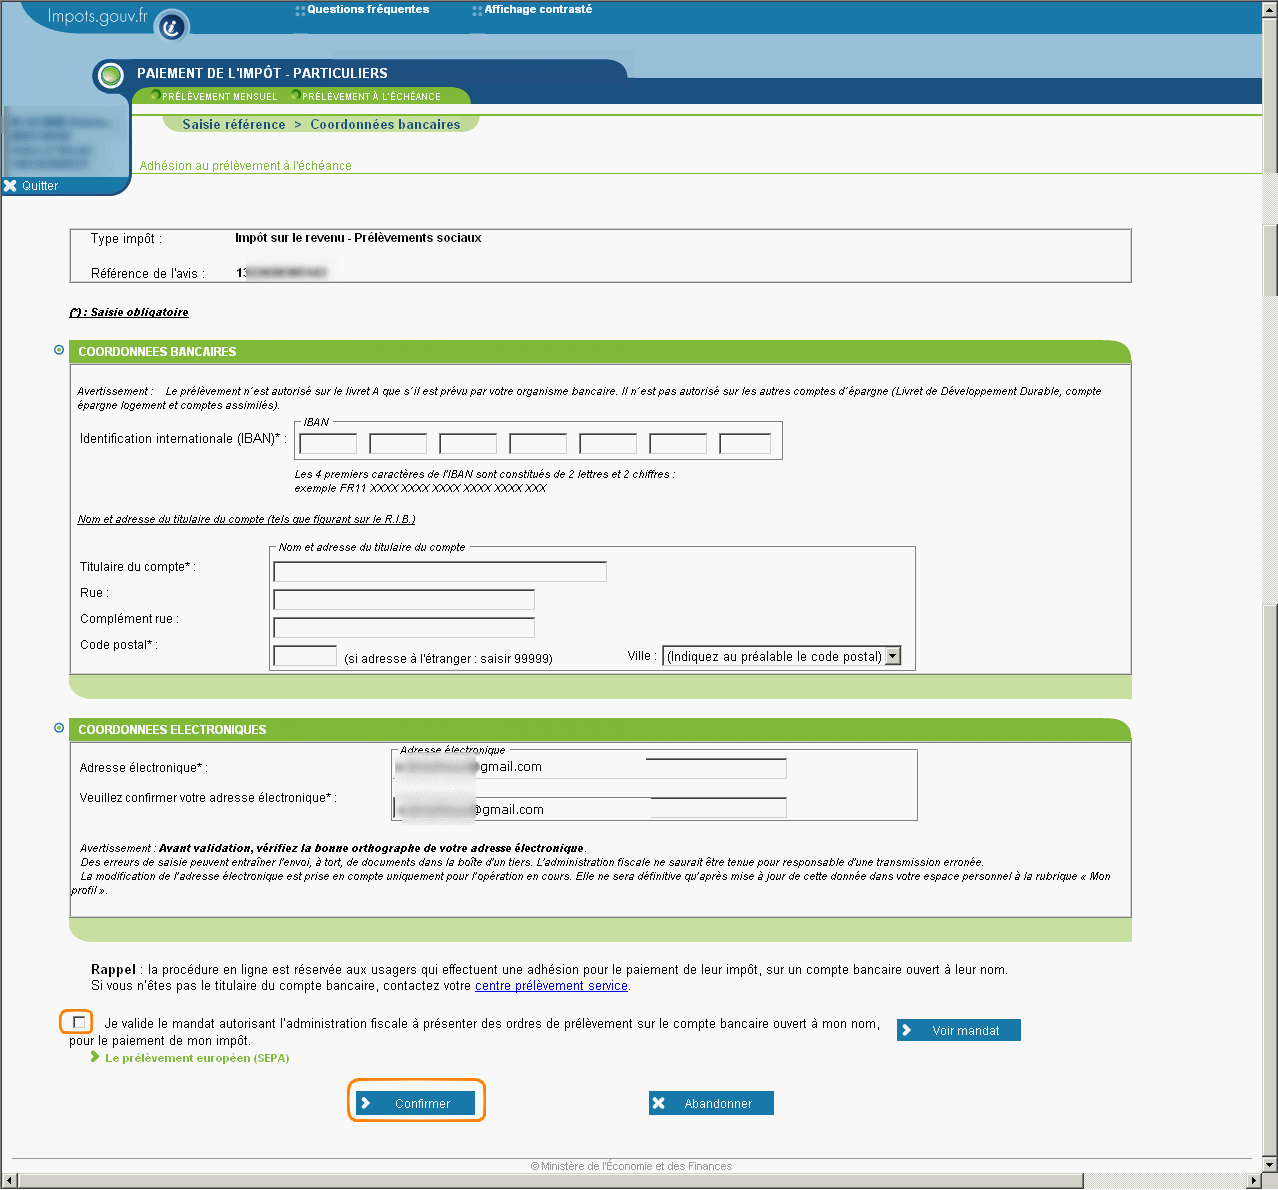 Impots.gouv.fr
Questions fréquentes
Affichage contrasté
PAIEMENT DE L'IMPÔT - PARTICULIERS
PRÉLÈVEMENT MENSUEL
PRÉLÈVEMENT À L'ÉCHÉANCE
Saisie référence > Coordonnées bancaires
Adhésion au prélèvement à l'échéance
Quitter
Type impôt : Impôt sur le revenu - Prélèvements sociaux
Référence de l'avis :
(*) : Saisie obligatoire
COORDONNEES BANCAIRES
Avertissement : Le prélèvement n´est autorisé sur le livret A que s´il est prévu par votre organisme bancaire. Il n´est pas autorisé sur les autres comptes d´épargne (Livret de Développement Durable, compte
épargne logement et comptes assimilés).
IBAN
Identification internationale (IBAN)* :
Les 4 premiers caractères de l'IBAN sont constitués de 2 lettres et 2 chiffres :
exemple FR11 XXXX XXXX XXXX XXXX XXXX XXX
Nom et adresse du titulaire du compte (tels que figurant sur le R.I.B.)
Nom et adresse du titulaire du compte
Titulaire du compte* :
Rue :
Complément rue :
Code postal* :
(si adresse à l'étranger : saisir 99999)
Ville : (Indiquez au préalable le code postal)
COORDONNEES ELECTRONIQUES
Adresse électronique
Adresse électronique* : @gmail.com
Veuillez confirmer votre adresse électronique* : @gmail.com
Avertissement : Avant validation, vérifiez la bonne orthographe de votre adresse électronique.
Des erreurs de saisie peuvent entraîner l'envoi, à tort, de documents dans la boîte d'un tiers. L'administration fiscale ne saurait être tenue pour responsable d'une transmission erronée.
La modification de l'adresse électronique est prise en compte uniquement pour l'opération en cours. Elle ne sera définitive qu'après mise à jour de cette donnée dans votre espace personnel à la rubrique « Mon
profil ».
Rappel : la procédure en ligne est réservée aux usagers qui effectuent une adhésion pour le paiement de leur impôt, sur un compte bancaire ouvert à leur nom.
Si vous n'êtes pas le titulaire du compte bancaire, contactez votre centre prélèvement service.
Je valide le mandat autorisant l'administration fiscale à présenter des ordres de prélèvement sur le compte bancaire ouvert à mon nom,
pour le paiement de mon impôt.
Voir mandat
Le prélèvement européen (SEPA)
Confirmer
Abandonner
© Ministère de l'Économie et des Finances